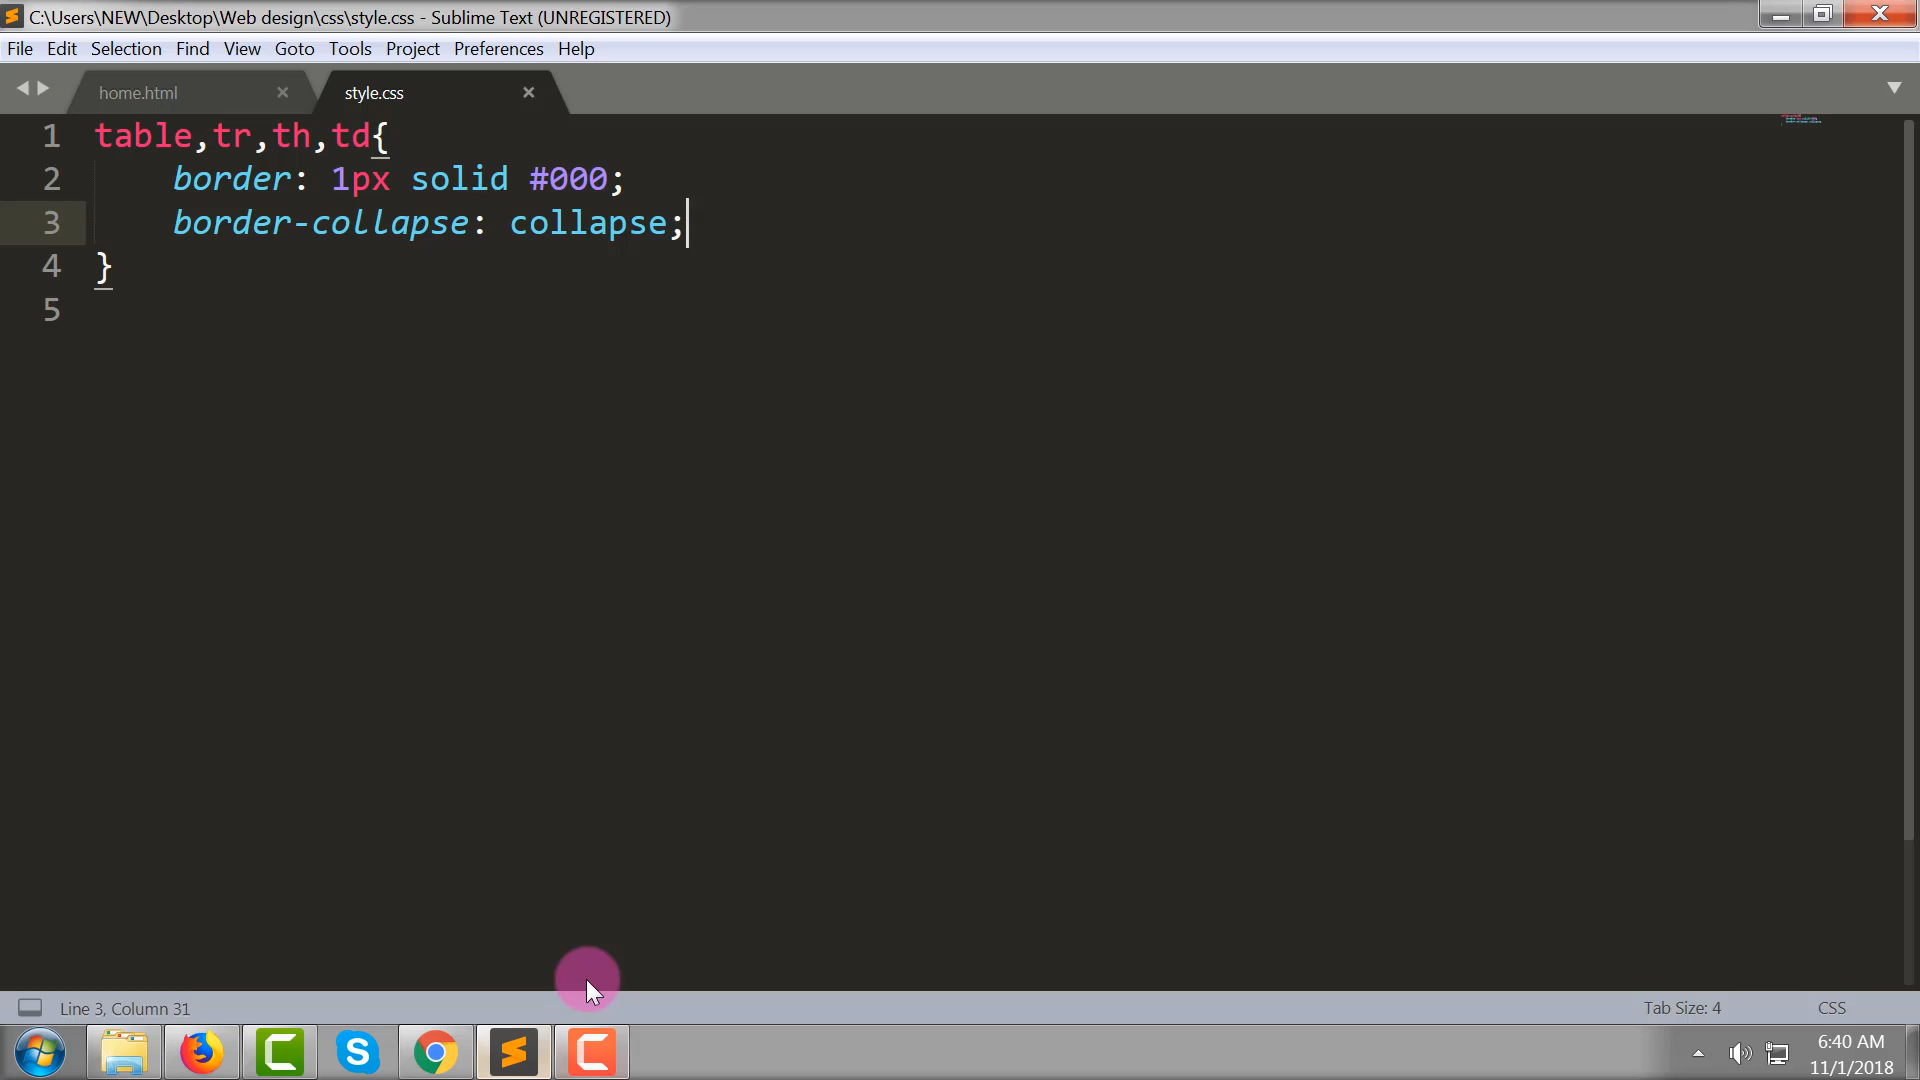 C:\Users\NEW\Desktop\Web design\css\style.css - Sublime Text (UNREGISTERED)
File Edit Selection Find View Goto Tools Project Preferences Help
home.html × style.css ×
1 table,tr,th,td{
2 border: 1px solid #000;
3 border-collapse: collapse;
4 }
5
Line 3, Column 31 Tab Size: 4 CSS
6:40 AM
11/1/2018